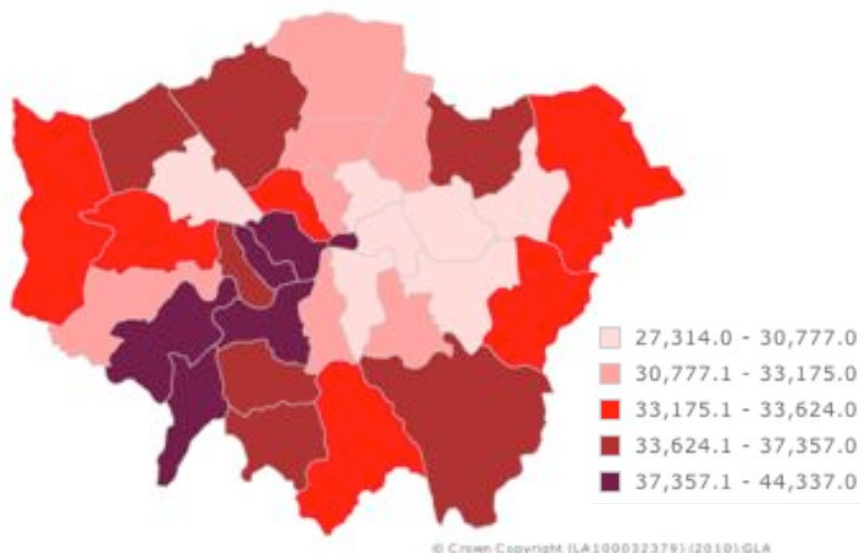 27,314.0 - 30,777.0
30,777.1 - 33,175.0
33,175.1 - 33,624.0
33,624.1 - 37,357.0
37,357.1 - 44,337.0
© Crown Copyright (LA100032379) (2010) GLA